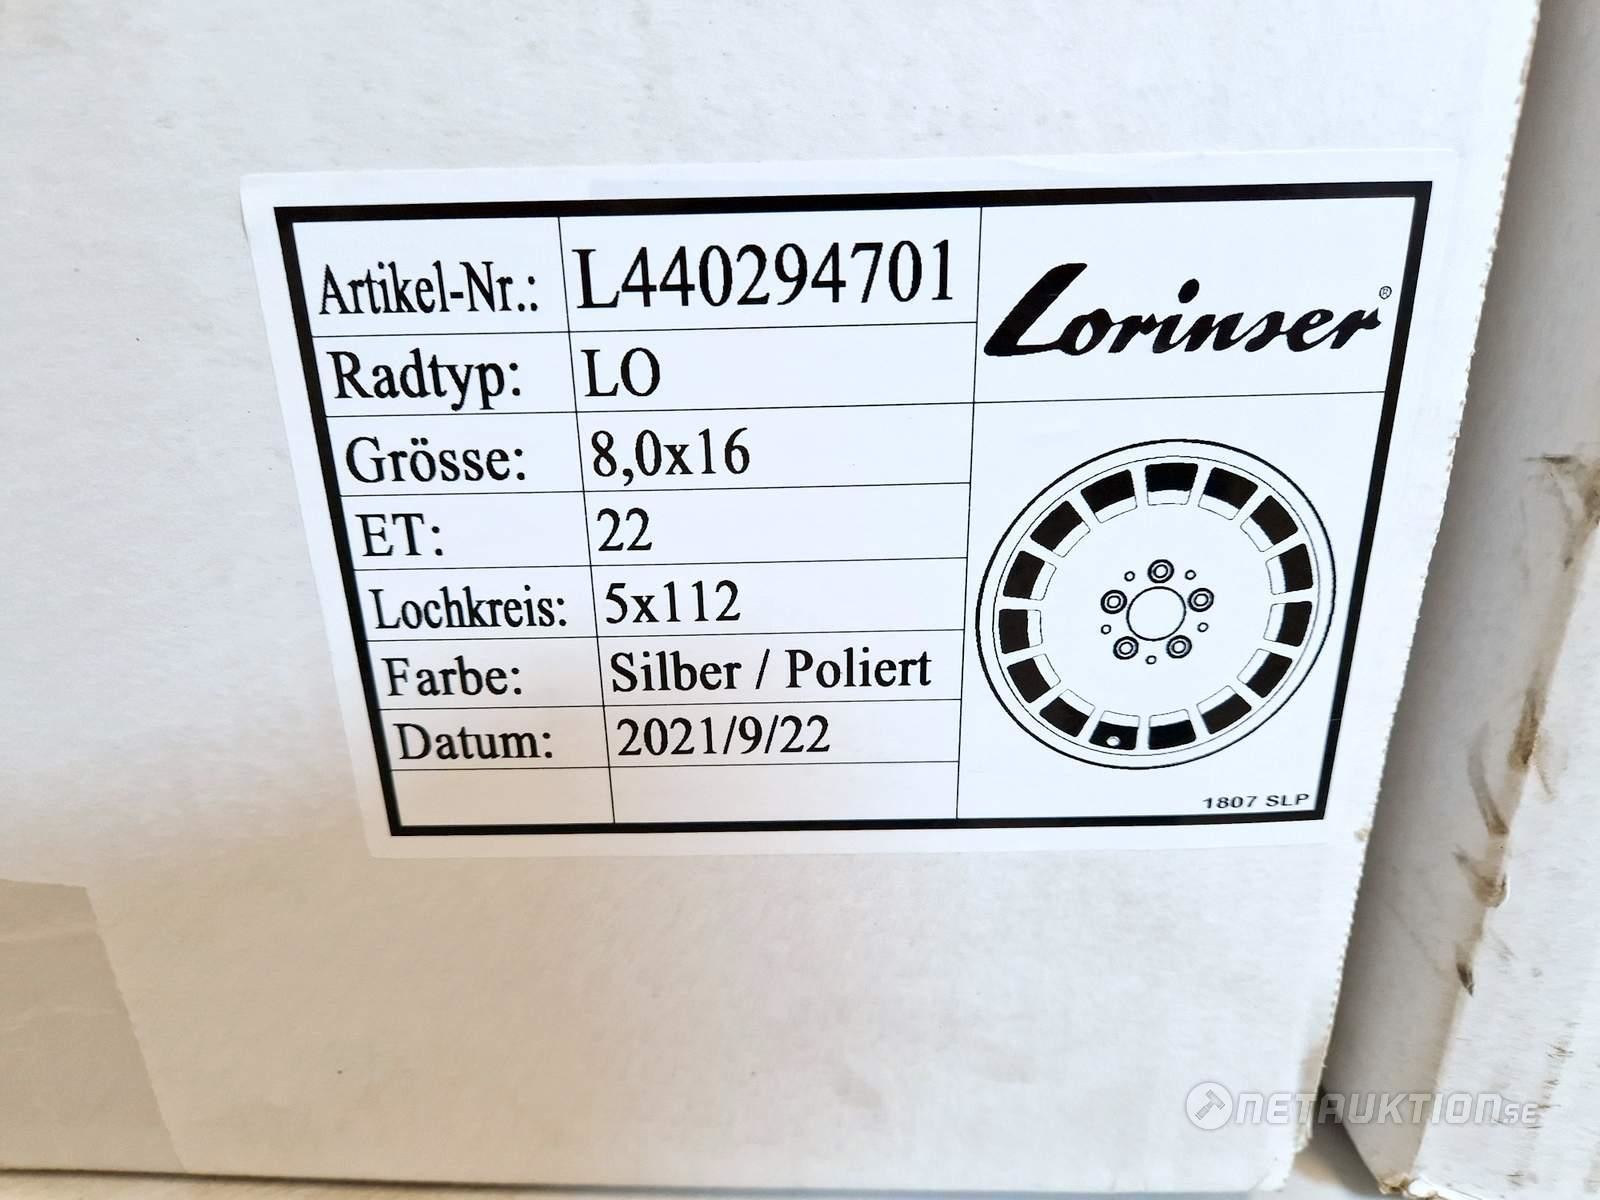 Artikel-Nr.: L440294701
Lorinser®
Radtyp: LO
Grösse: 8,0x16
ET: 22
Lochkreis: 5x112
Farbe: Silber / Poliert
Datum: 2021/9/22
1807 SLP
NETAUKTION.SE